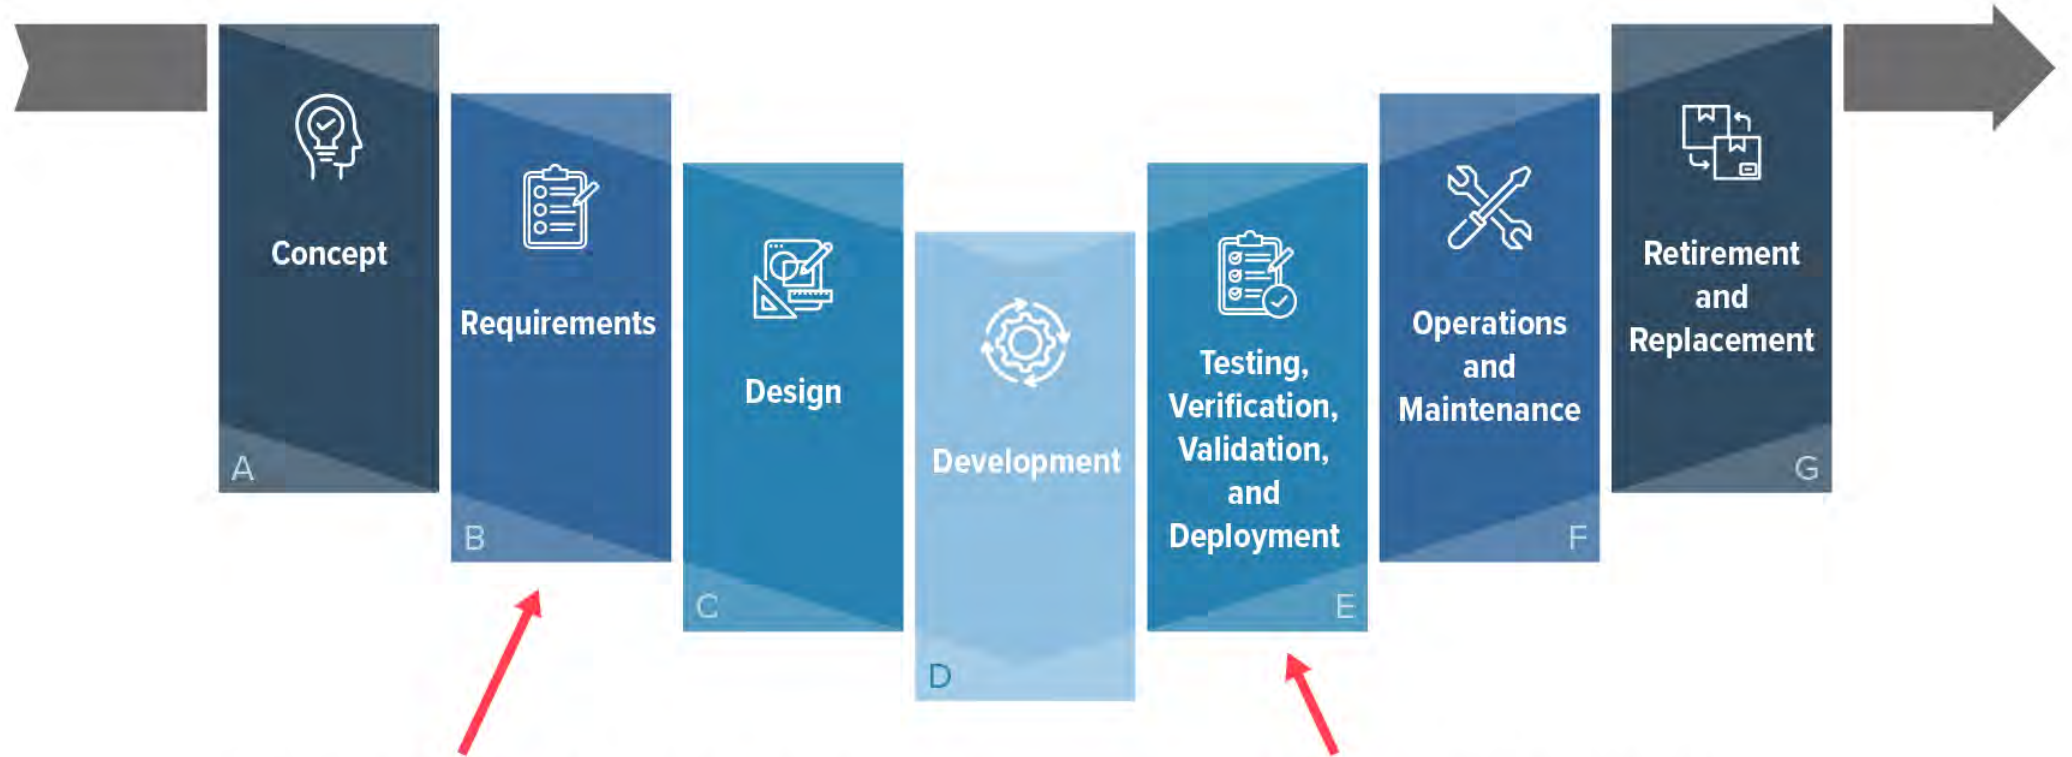 Concept
A
Requirements
B
Design
C
Development
D
Testing,
Verification,
Validation,
and
Deployment
E
Operations
and
Maintenance
F
Retirement
and
Replacement
G